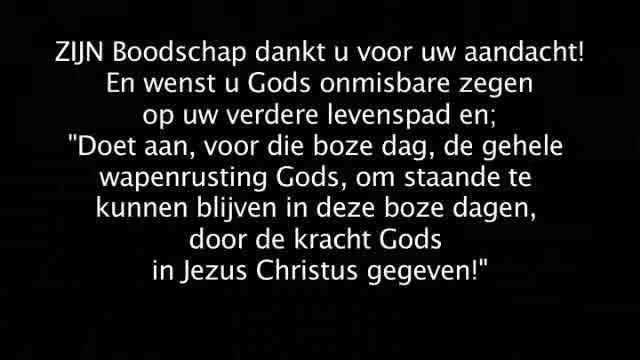 ZIJN Boodschap dankt u voor uw aandacht!
En wenst u Gods onmisbare zegen
op uw verdere levenspad en;
"Doet aan, voor die boze dag, de gehele
wapenrusting Gods, om staande te
kunnen blijven in deze boze dagen,
door de kracht Gods
in Jezus Christus gegeven!"